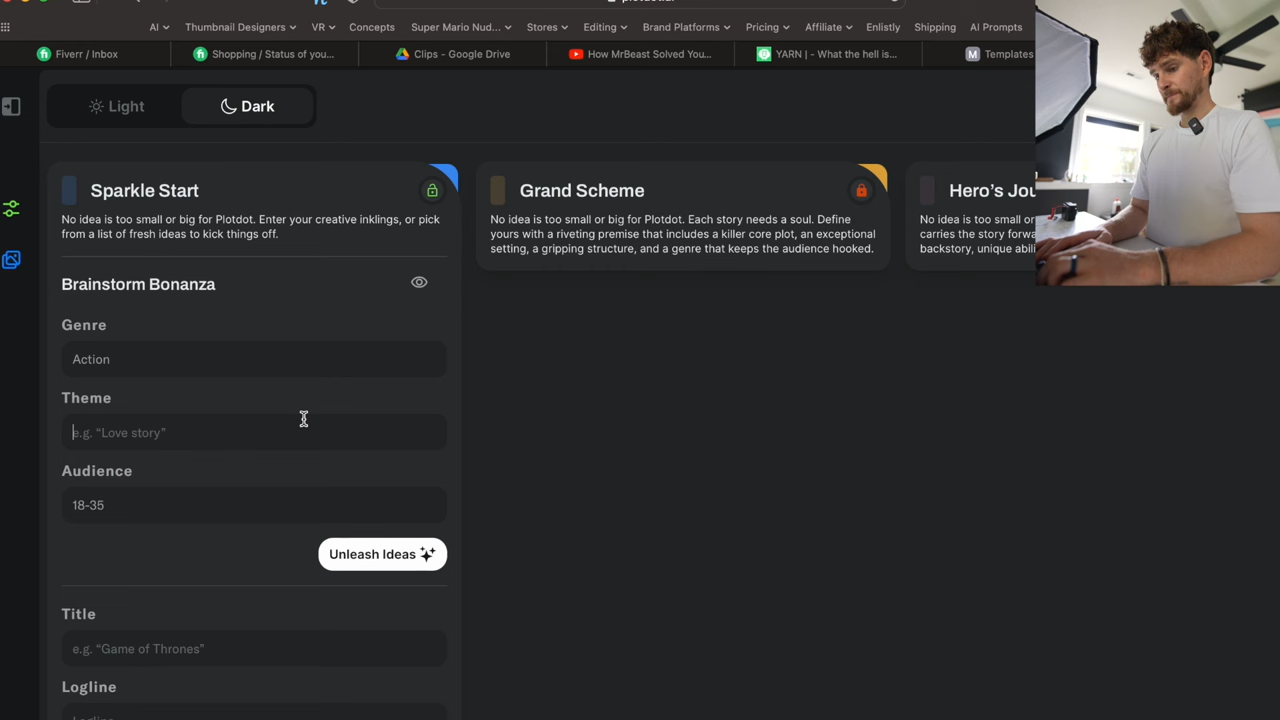 AI
Thumbnail Designers
VR
Concepts
Super Mario Nud...
Stores
Editing
Brand Platforms
Pricing
Affiliate
Enlistly
Shipping
AI Prompts
Fiverr / Inbox
Shopping / Status of you...
Clips - Google Drive
How MrBeast Solved You...
YARN | - What the hell is...
M
Templates
Light
Dark
Sparkle Start
No idea is too small or big for Plotdot. Enter your creative inklings, or pick
from a list of fresh ideas to kick things off.
Brainstorm Bonanza
Genre
Action
Theme
e.g. “Love story”
Audience
18-35
Unleash Ideas
Title
e.g. “Game of Thrones”
Logline
Grand Scheme
No idea is too small or big for Plotdot. Each story needs a soul. Define
yours with a riveting premise that includes a killer core plot, an exceptional
setting, a gripping structure, and a genre that keeps the audience hooked.
Hero’s Jou
No idea is too small or
carries the story forwa
backstory, unique abili